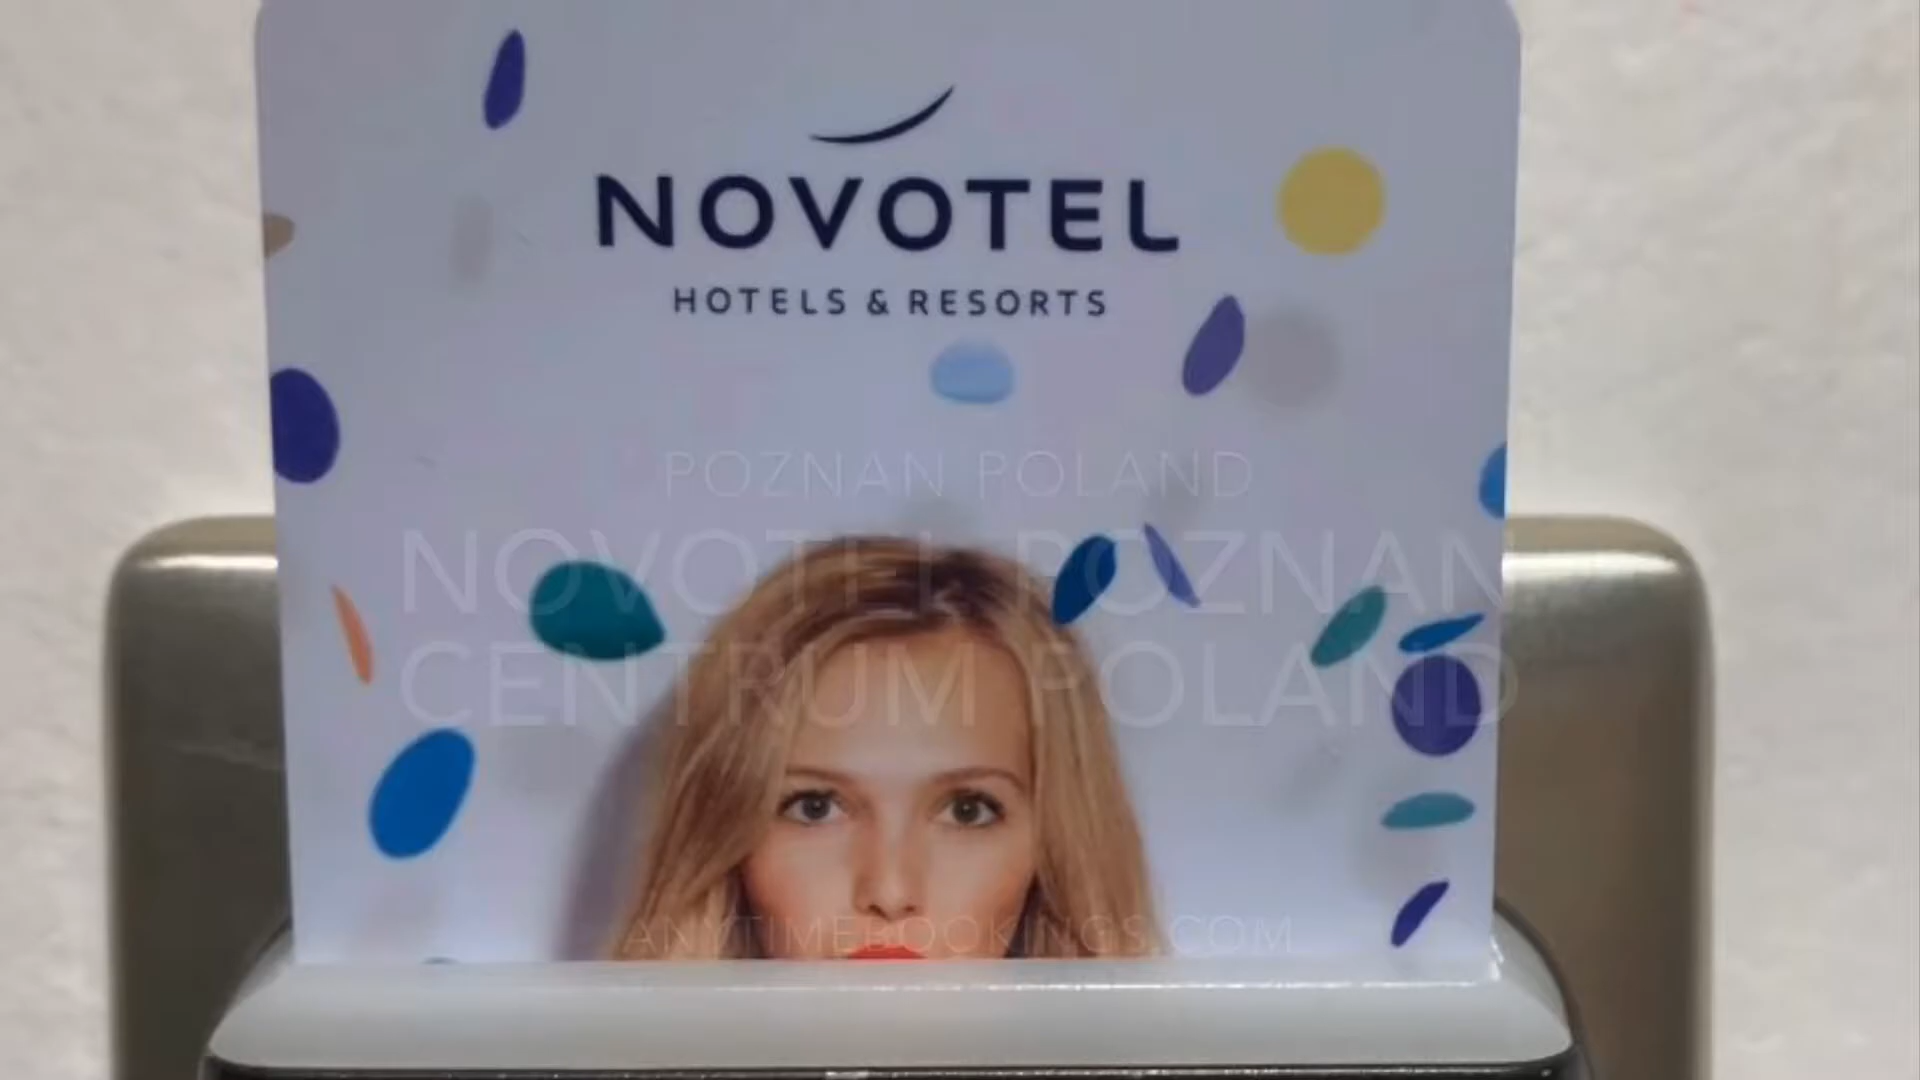 NOVOTEL
HOTELS & RESORTS
POZNAN POLAND
NOVOTEL POZNAN
CENTRUM POLAND
ANYTIMEBOOKINGS.COM